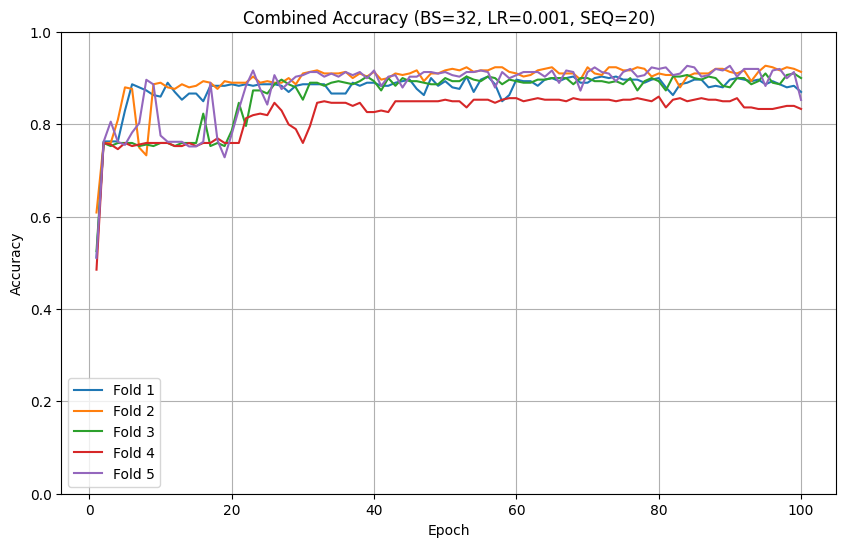 Combined Accuracy (BS=32, LR=0.001, SEQ=20)
1.0
0.8
0.6
0.4
0.2
0.0
Accuracy
Fold 1
Fold 2
Fold 3
Fold 4
Fold 5
0 20 40 60 80 100
Epoch